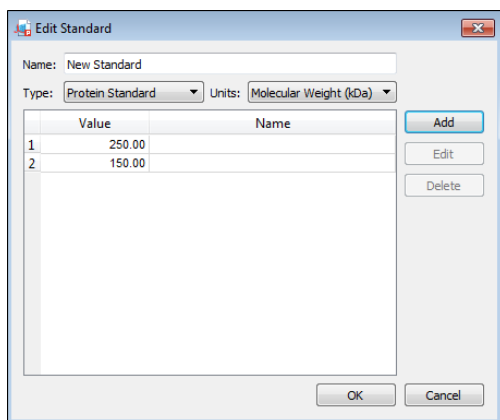 Edit Standard
Name: New Standard
Type: Protein Standard Units: Molecular Weight (kDa)
Value Name Add
1 250.00 Edit
2 150.00
Delete
OK Cancel